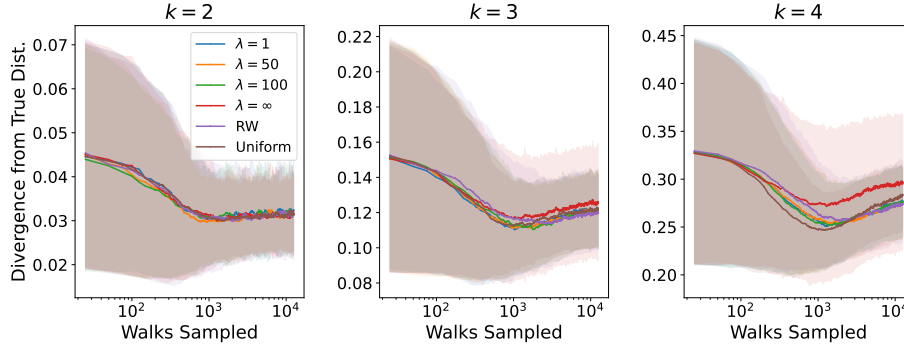 k = 2
k = 3
k = 4
Divergence from True Dist.
0.07
0.06
0.05
0.04
0.03
0.02
λ = 1
λ = 50
λ = 100
λ = ∞
RW
Uniform
10² 10³ 10⁴
Walks Sampled
0.22
0.20
0.18
0.16
0.14
0.12
0.10
0.08
10² 10³ 10⁴
Walks Sampled
0.45
0.40
0.35
0.30
0.25
0.20
10² 10³ 10⁴
Walks Sampled